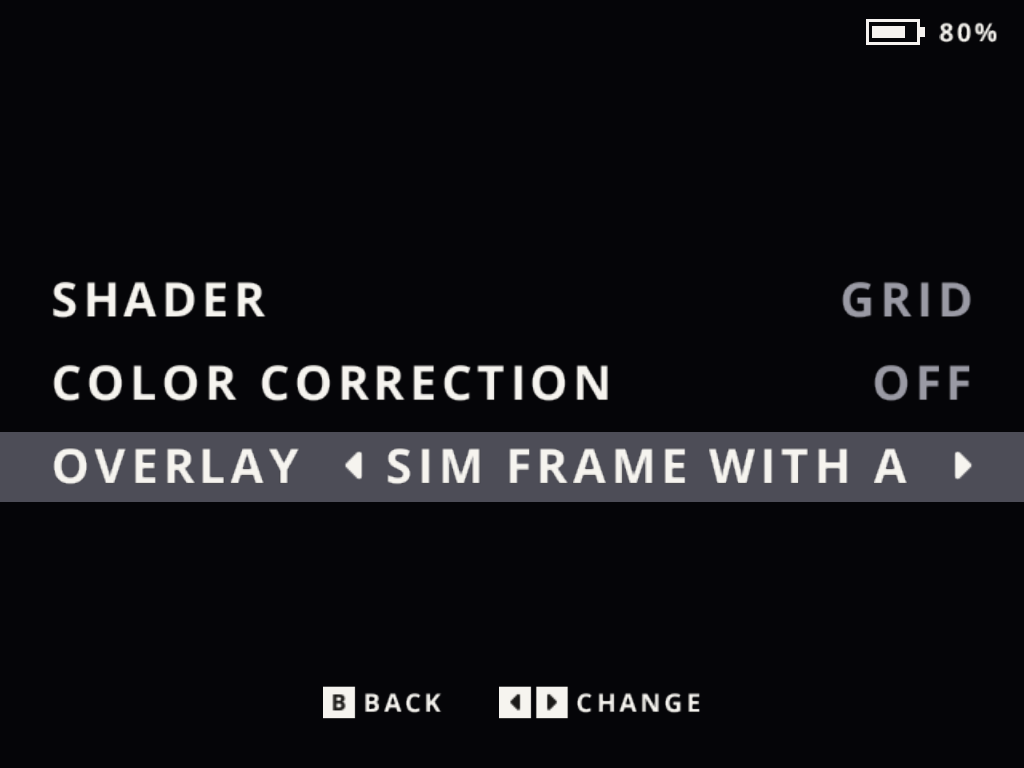 80%
SHADER GRID
COLOR CORRECTION OFF
OVERLAY SIM FRAME WITH A
B BACK CHANGE